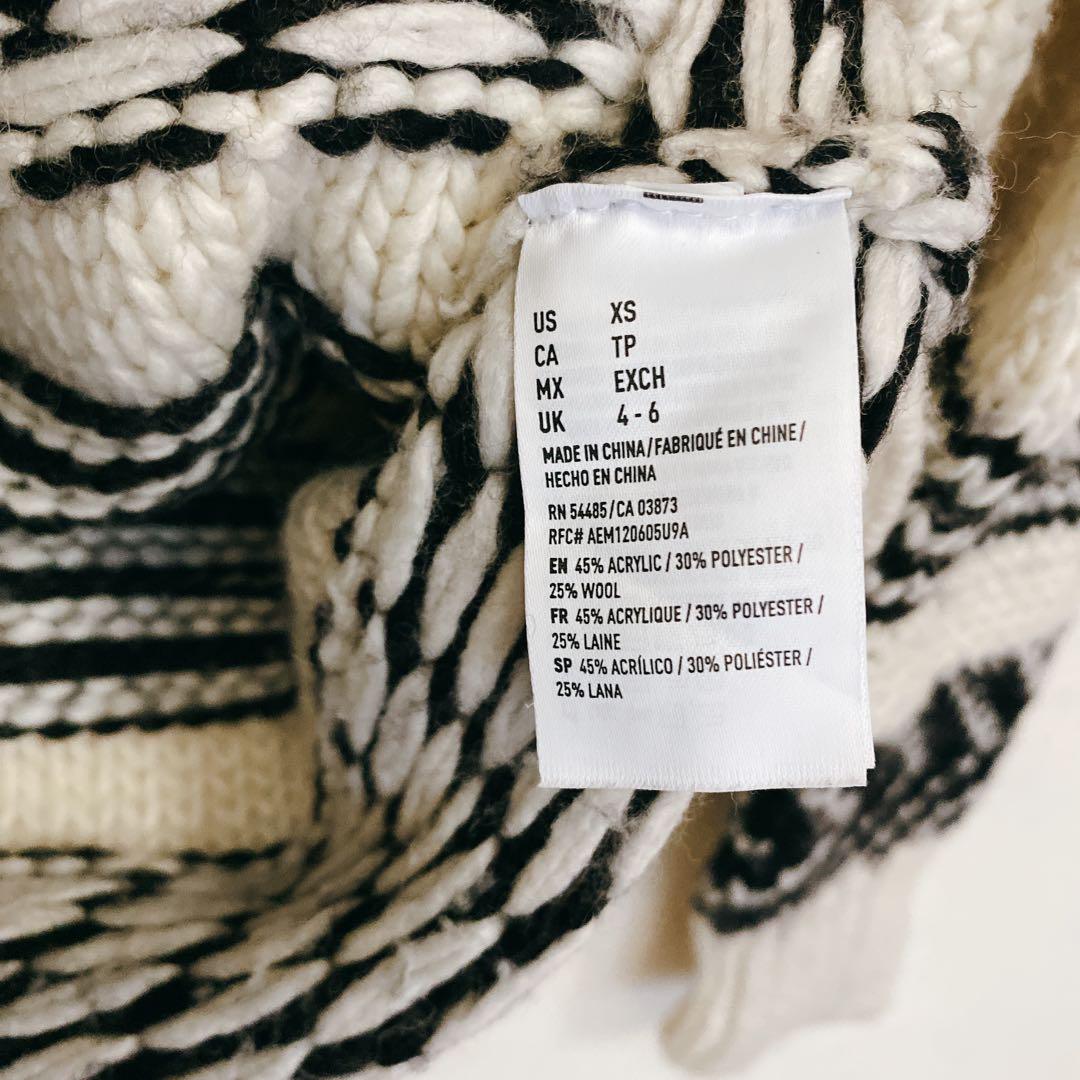 US XS
CA TP
MX EXCH
UK 4 - 6
MADE IN CHINA/FABRIQUÉ EN CHINE/
HECHO EN CHINA
RN 54485/CA 03873
RFC# AEM120605U9A
EN 45% ACRYLIC / 30% POLYESTER /
25% WOOL
FR 45% ACRYLIQUE / 30% POLYESTER /
25% LAINE
SP 45% ACRÍLICO / 30% POLIÉSTER /
25% LANA